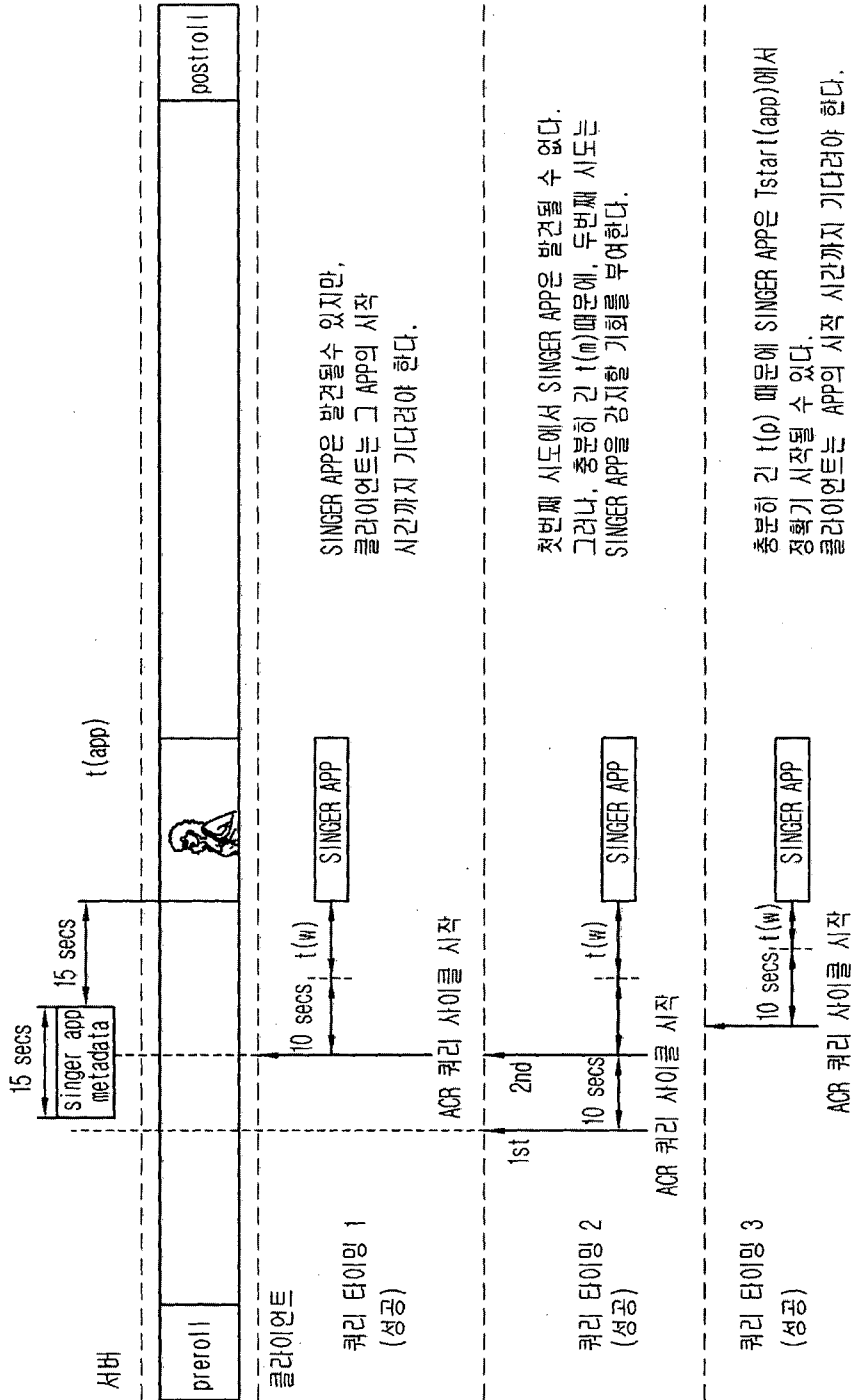 서버
15 secs
singer app
metadata
15 secs
t(app)
preroll
postroll
클라이언트
쿼리 타이밍 1
(성공)
10 secs
t(w)
SINGER APP
ACR 쿼리 사이클 시작
SINGER APP은 발견될수 있지만,
클라이언트는 그 APP의 시작
시간까지 기다려야 한다.
쿼리 타이밍 2
(성공)
1st
2nd
10 secs
t(w)
SINGER APP
ACR 쿼리 사이클 시작
첫번째 시도에서 SINGER APP은 발견될 수 없다.
그러나, 충분히 긴 t(m)때문에, 두번째 시도는
SINGER APP을 감지할 기회를 부여한다.
쿼리 타이밍 3
(성공)
10 secs
t(w)
SINGER APP
ACR 쿼리 사이클 시작
충분히 긴 t(p) 때문에 SINGER APP은 Tstart(app)에서
정확기 시작될 수 있다.
클라이언트는 APP의 시작 시간까지 기다려야 한다.